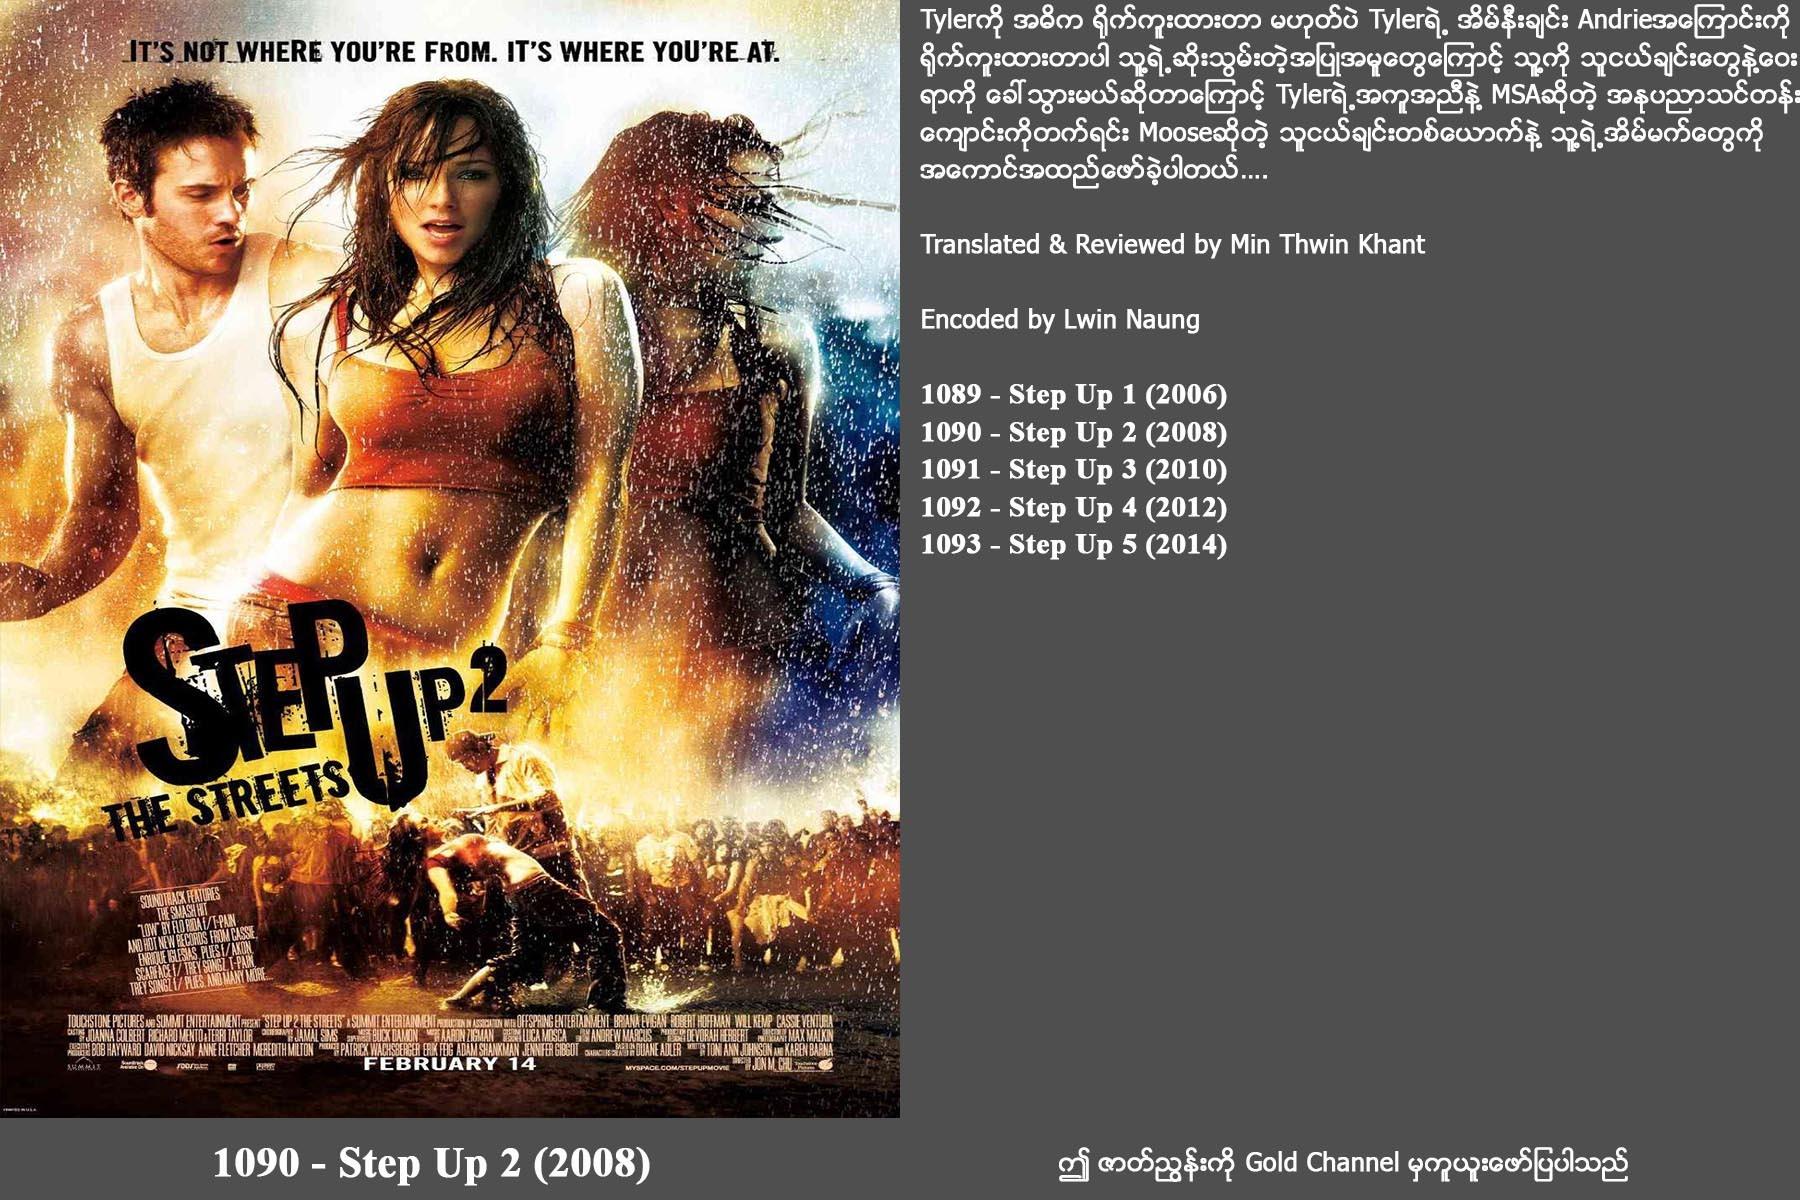 IT'S NOT WHERE YOU'RE FROM. IT'S WHERE YOU'RE AT.
STEP UP 2
THE STREETS
SOUNDTRACK FEATURES
THE SMASH HIT
"LOW" BY FLO RIDA f/ T-PAIN
AND HOT NEW RECORDS FROM CASSIE,
ENRIQUE IGLESIAS, PLIES f/ AKON,
SCARFACE f/ TREY SONGZ, T-PAIN,
TREY SONGZ f/ PLIES, AND MANY MORE...
TOUCHSTONE PICTURES AND SUMMIT ENTERTAINMENT PRESENT "STEP UP 2 THE STREETS" A SUMMIT ENTERTAINMENT PRODUCTION IN ASSOCIATION WITH OFFSPRING ENTERTAINMENT BRIANA EVIGAN ROBERT HOFFMAN WILL KEMP CASSIE VENTURA
CASTING BY JOANNA COLBERT RICHARD MENTO & TERRI TAYLOR CHOREOGRAPHY BY JAMAL SIMS MUSIC SUPERVISOR BUCK DAMON MUSIC BY AARON ZIGMAN COSTUME DESIGNER LUCA MOSCA EDITOR ANDREW MARCUS PRODUCTION DESIGNER DEVORAH HERBERT DIRECTOR OF PHOTOGRAPHY MAX MALKIN
EXECUTIVE PRODUCERS BOB HAYWARD DAVID NICKSAY ANNE FLETCHER MEREDITH MILTON PRODUCED BY PATRICK WACHSBERGER ERIK FEIG ADAM SHANKMAN JENNIFER GIBGOT BASED ON CHARACTERS CREATED BY DUANE ADLER WRITTEN BY TONI ANN JOHNSON AND KAREN BARNA
DIRECTED BY JON M. CHU
SUMMIT
FEBRUARY 14
MYSPACE.COM/STEPUPMOVIE
1090 - Step Up 2 (2008)
Tylerကို အဓိက ရိုက်ကူးထားတာ မဟုတ်ပဲ Tylerရဲ့ အိမ်နီးချင်း Andrieအကြောင်းကို
ရိုက်ကူးထားတာပါ သူ့ရဲ့ဆိုးသွမ်းတဲ့အပြုအမူတွေကြောင့် သူ့ကို သူငယ်ချင်းတွေနဲ့ဝေး
ရာကို ခေါ်သွားမယ်ဆိုတာကြောင့် Tylerရဲ့အကူအညီနဲ့ MSAဆိုတဲ့ အနုပညာသင်တန်း
ကျောင်းကိုတက်ရင်း Mooseဆိုတဲ့ သူငယ်ချင်းတစ်ယောက်နဲ့ သူ့ရဲ့အိမ်မက်တွေကို
အကောင်အထည်ဖော်ခဲ့ပါတယ်....
Translated & Reviewed by Min Thwin Khant
Encoded by Lwin Naung
1089 - Step Up 1 (2006)
1090 - Step Up 2 (2008)
1091 - Step Up 3 (2010)
1092 - Step Up 4 (2012)
1093 - Step Up 5 (2014)
ဤ ဇာတ်ညွှန်းကို Gold Channel မှကူယူးဖော်ပြပါသည်